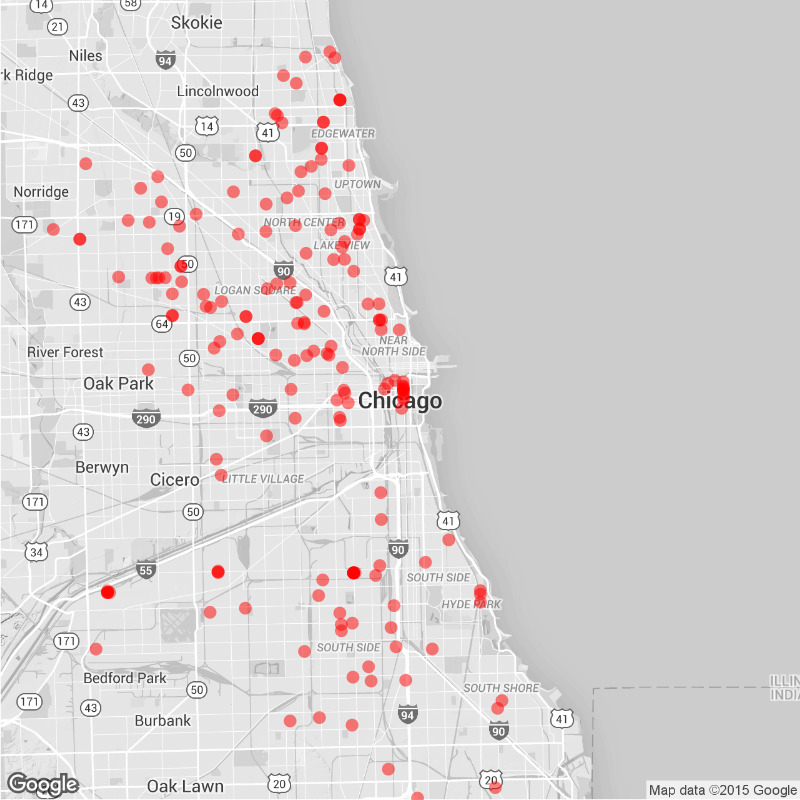 14
58
Skokie
21
Niles
94
rk Ridge
Lincolnwood
43
14
41
EDGEWATER
50
UPTOWN
Norridge
171
19
NORTH CENTER
LAKE VIEW
50
90
41
LOGAN SQUARE
43
64
NEAR
NORTH SIDE
River Forest
50
Oak Park
Chicago
290
290
43
Berwyn
Cicero
LITTLE VILLAGE
171
50
41
34
90
55
SOUTH SIDE
HYDE PARK
171
SOUTH SIDE
Bedford Park
50
SOUTH SHORE
ILLIN
INDIA
171
43
Burbank
94
41
90
Google
Oak Lawn
20
20
Map data ©2015 Google